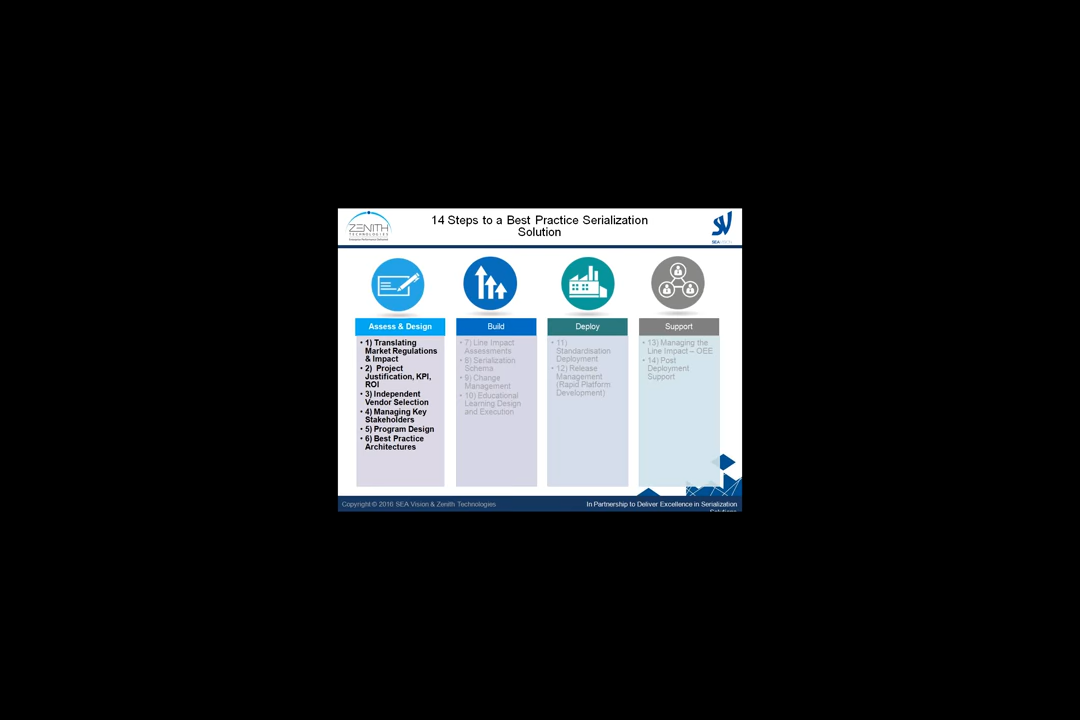 14 Steps to a Best Practice Serialization
Solution
ZENITH
TECHNOLOGIES
SEA VISION
Assess & Design
• 1) Translating
Market Regulations
& Impact
• 2) Project
Justification, KPI,
ROI
• 3) Independent
Vendor Selection
• 4) Managing Key
Stakeholders
• 5) Program Design
• 6) Best Practice
Architectures
Build
• 7) Line Impact
Assessments
• 8) Serialization
Schema
• 9) Change
Management
• 10) Educational
Learning Design
and Execution
Deploy
• 11)
Standardisation
Deployment
• 12) Release
Management
(Rapid Platform
Development)
Support
• 13) Managing the
Line Impact – OEE
• 14) Post
Deployment
Support
Copyright © 2016 SEA Vision & Zenith Technologies
In Partnership to Deliver Excellence in Serialization
Solutions